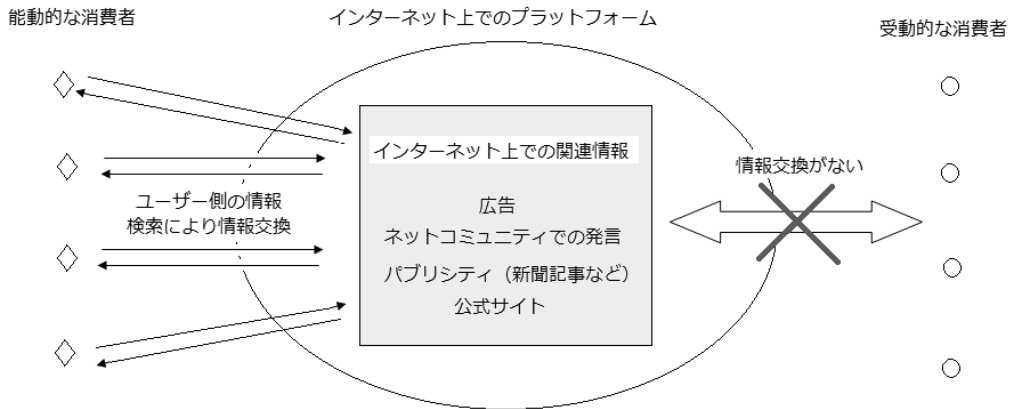 能動的な消費者
インターネット上でのプラットフォーム
受動的な消費者
インターネット上での関連情報
情報交換がない
ユーザー側の情報
検索により情報交換
広告
ネットコミュニティでの発言
パブリシティ（新聞記事など）
公式サイト